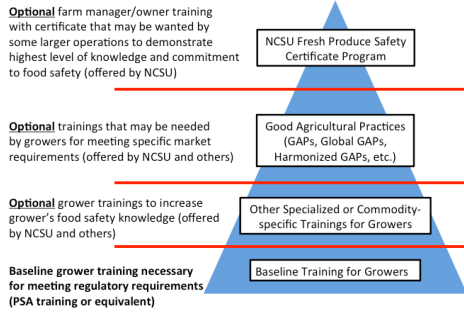 Optional farm manager/owner training
with certificate that may be wanted by
some larger operations to demonstrate
highest level of knowledge and commitment
to food safety (offered by NCSU)
NCSU Fresh Produce Safety
Certificate Program
Optional trainings that may be needed
by growers for meeting specific market
requirements (offered by NCSU and others)
Good Agricultural Practices
(GAPs, Global GAPs,
Harmonized GAPs, etc.)
Optional grower trainings to increase
grower's food safety knowledge (offered
by NCSU and others)
Other Specialized or Commodity-
specific Trainings for Growers
Baseline grower training necessary
for meeting regulatory requirements
(PSA training or equivalent)
Baseline Training for Growers